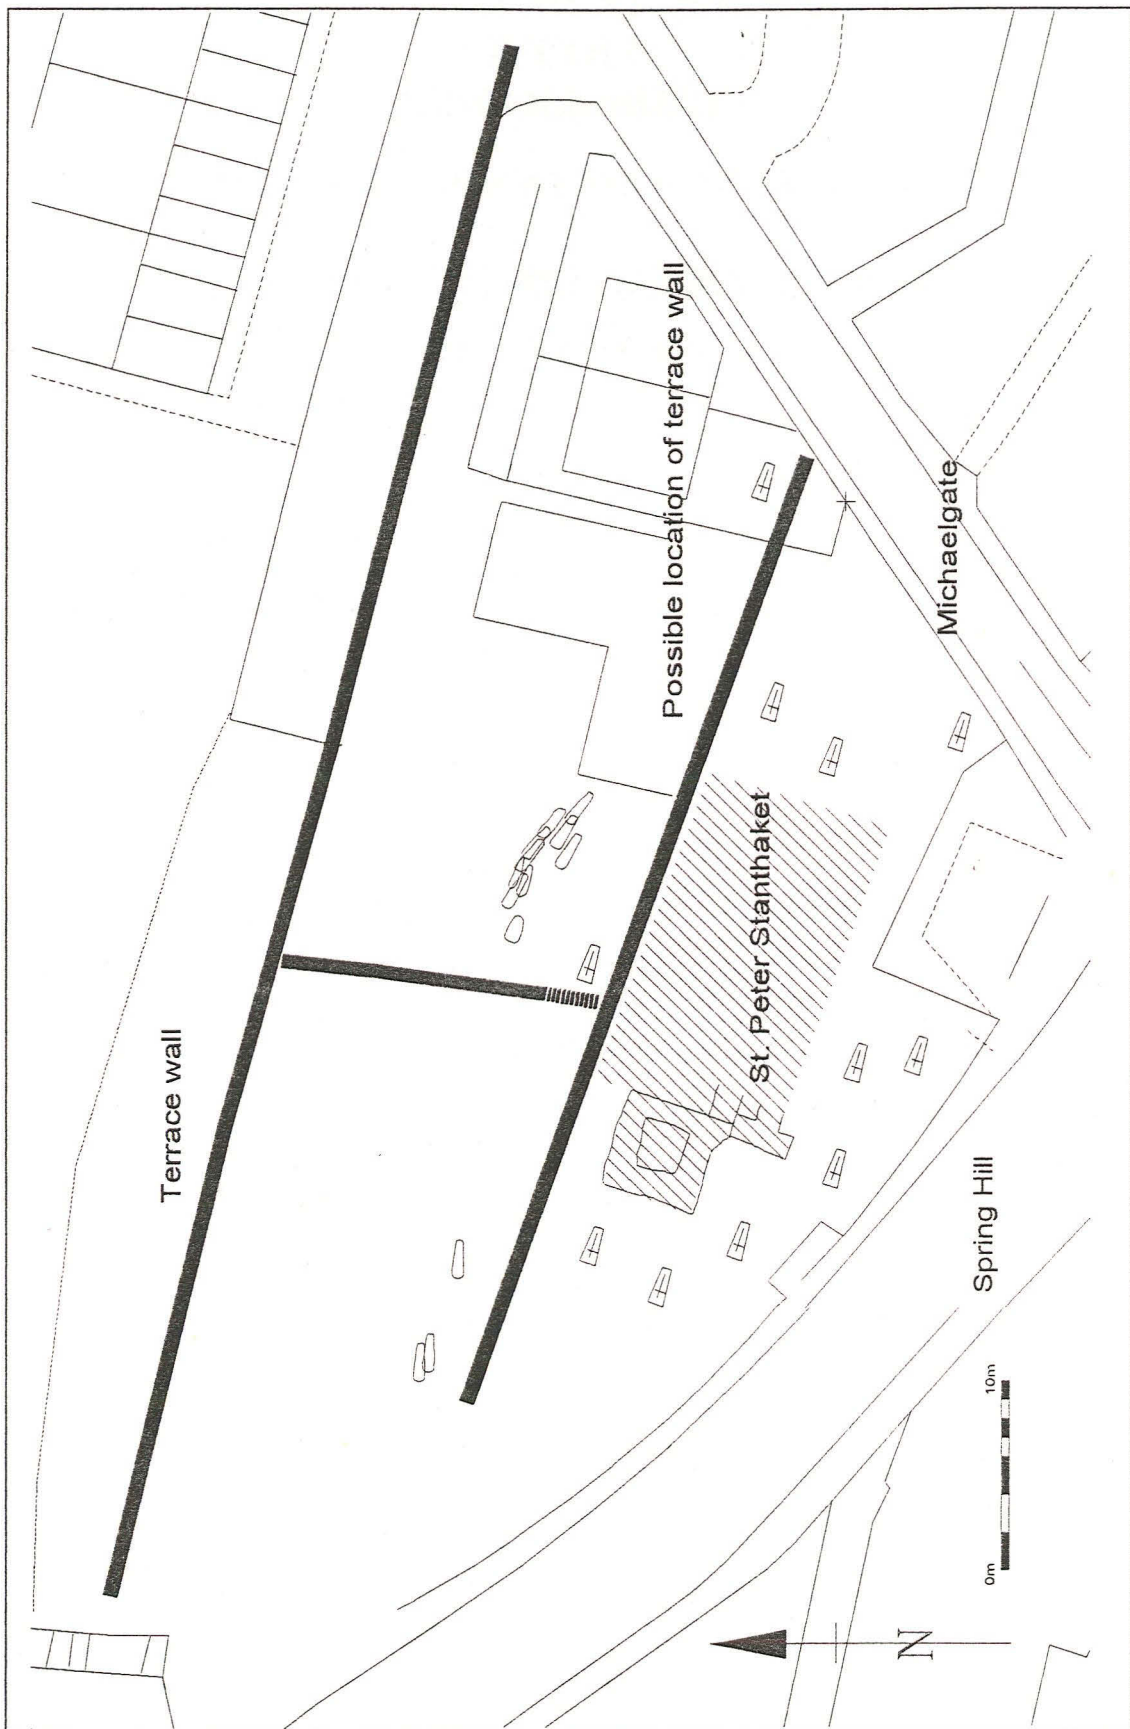 Terrace wall
Possible location of terrace wall
St. Peter Stanthaket
Michaelgate
Spring Hill
0m
10m
N